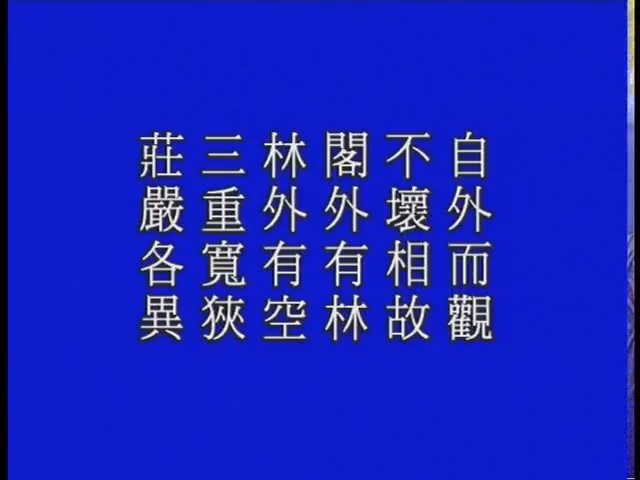 自外而觀
不壞相故
閣外有林
林外有空
三重寬狹
莊嚴各異